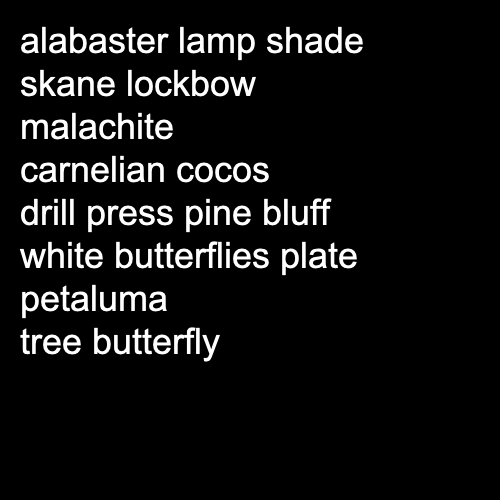 alabaster lamp shade
skane lockbow
malachite
carnelian cocos
drill press pine bluff
white butterflies plate
petaluma
tree butterfly